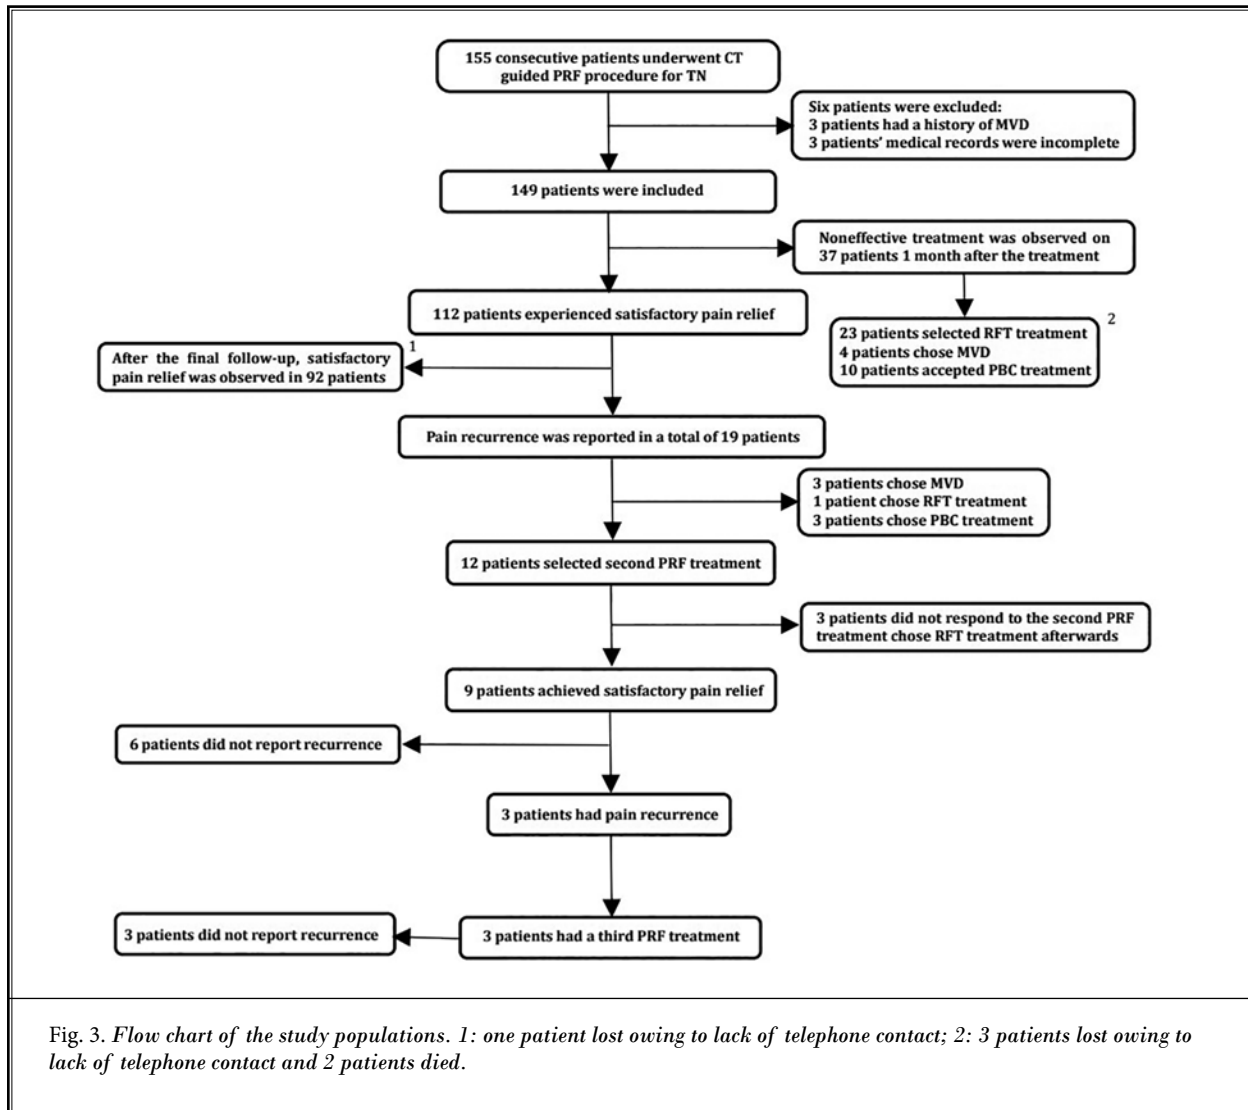 155 consecutive patients underwent CT
guided PRF procedure for TN
Six patients were excluded:
3 patients had a history of MVD
3 patients' medical records were incomplete
149 patients were included
Noneffective treatment was observed on
37 patients 1 month after the treatment
112 patients experienced satisfactory pain relief
2
23 patients selected RFT treatment
4 patients chose MVD
10 patients accepted PBC treatment
1
After the final follow-up, satisfactory
pain relief was observed in 92 patients
Pain recurrence was reported in a total of 19 patients
3 patients chose MVD
1 patient chose RFT treatment
3 patients chose PBC treatment
12 patients selected second PRF treatment
3 patients did not respond to the second PRF
treatment chose RFT treatment afterwards
9 patients achieved satisfactory pain relief
6 patients did not report recurrence
3 patients had pain recurrence
3 patients did not report recurrence
3 patients had a third PRF treatment
Fig. 3. Flow chart of the study populations. 1: one patient lost owing to lack of telephone contact; 2: 3 patients lost owing to
lack of telephone contact and 2 patients died.